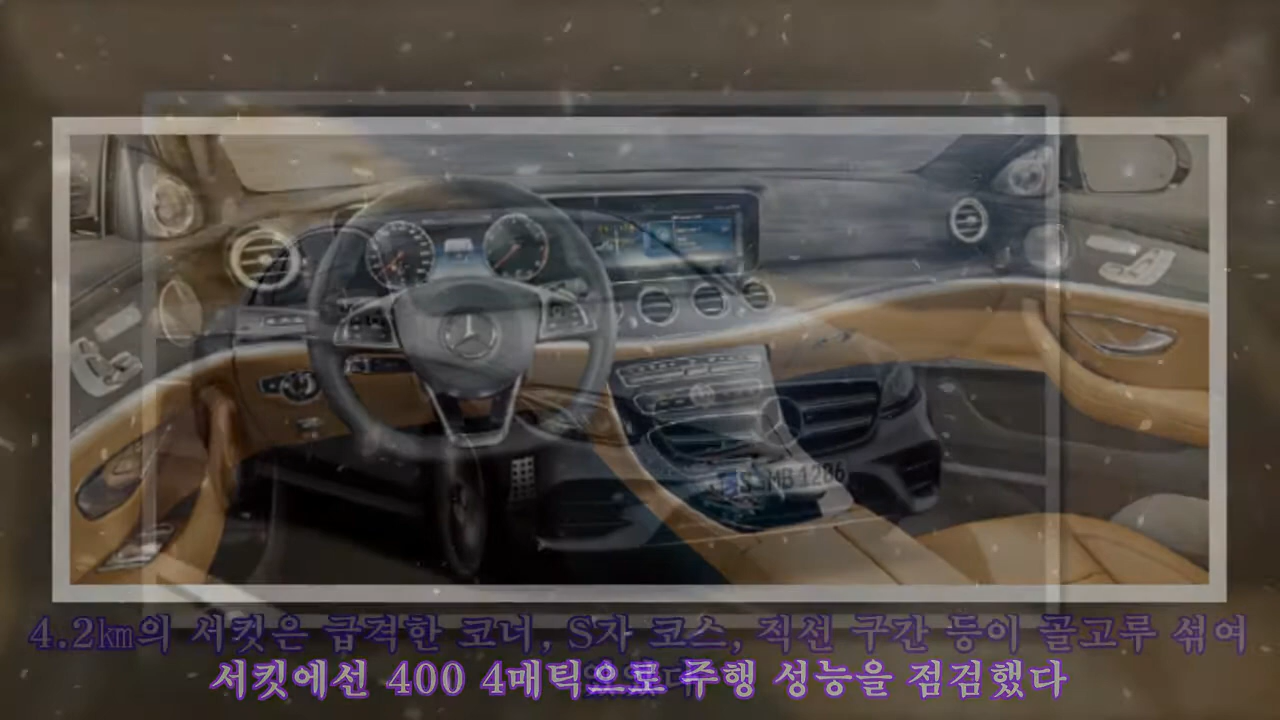 S MB 1286
4.2㎞의 서킷은 급격한 코너, S자 코스, 직선 구간 등이 골고루 섞여
서킷에선 400 4매틱으로 주행 성능을 점검했다